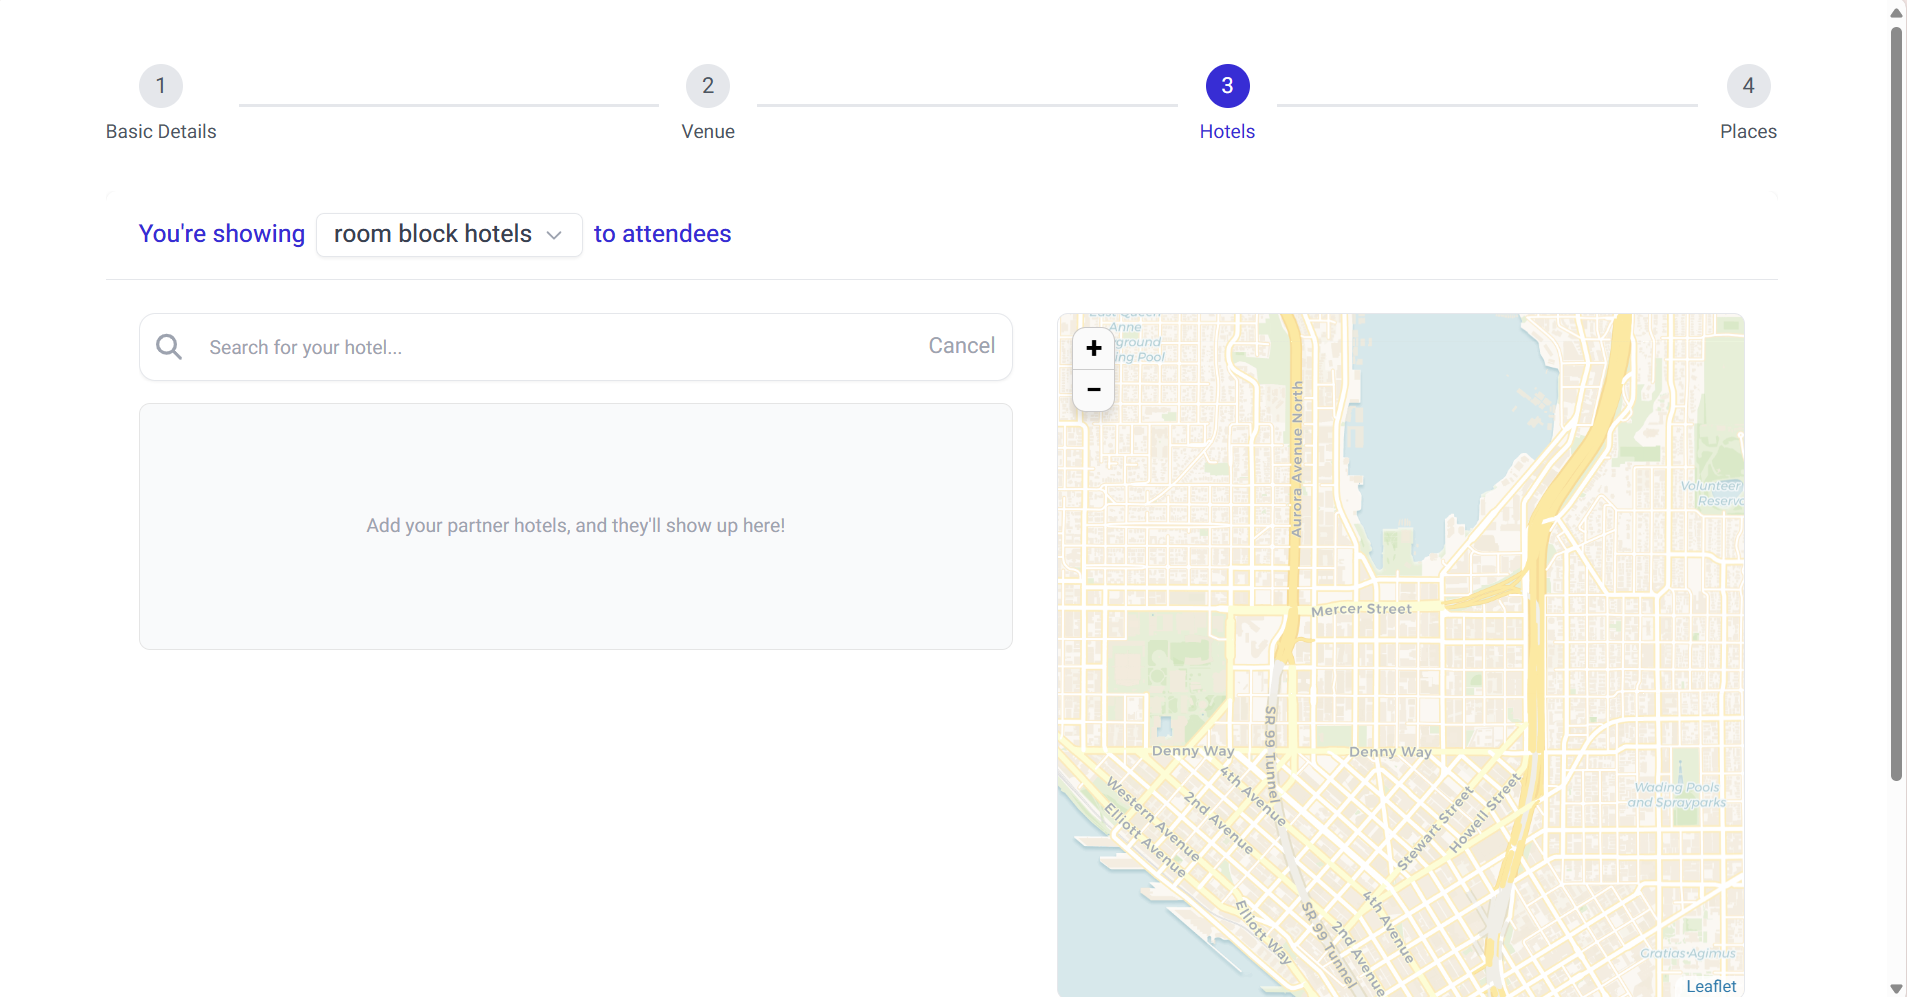 1
Basic Details
2
Venue
3
Hotels
4
Places
You're showing room block hotels to attendees
Search for your hotel... Cancel
Add your partner hotels, and they'll show up here!
+
−
Anne
ground
ing Pool
Aurora Avenue North
Volunteer
Reservo
Mercer Street
SR 99 Tunnel
Denny Way
Denny Way
4th Avenue
2nd Avenue
Western Avenue
Elliott Avenue
Stewart Street
Howell Street
Wading Pools
and Sprayparks
Elliott Way
SR 99 Tunnel
2nd Avenue
4th Avenue
Gratias Agimus
Leaflet